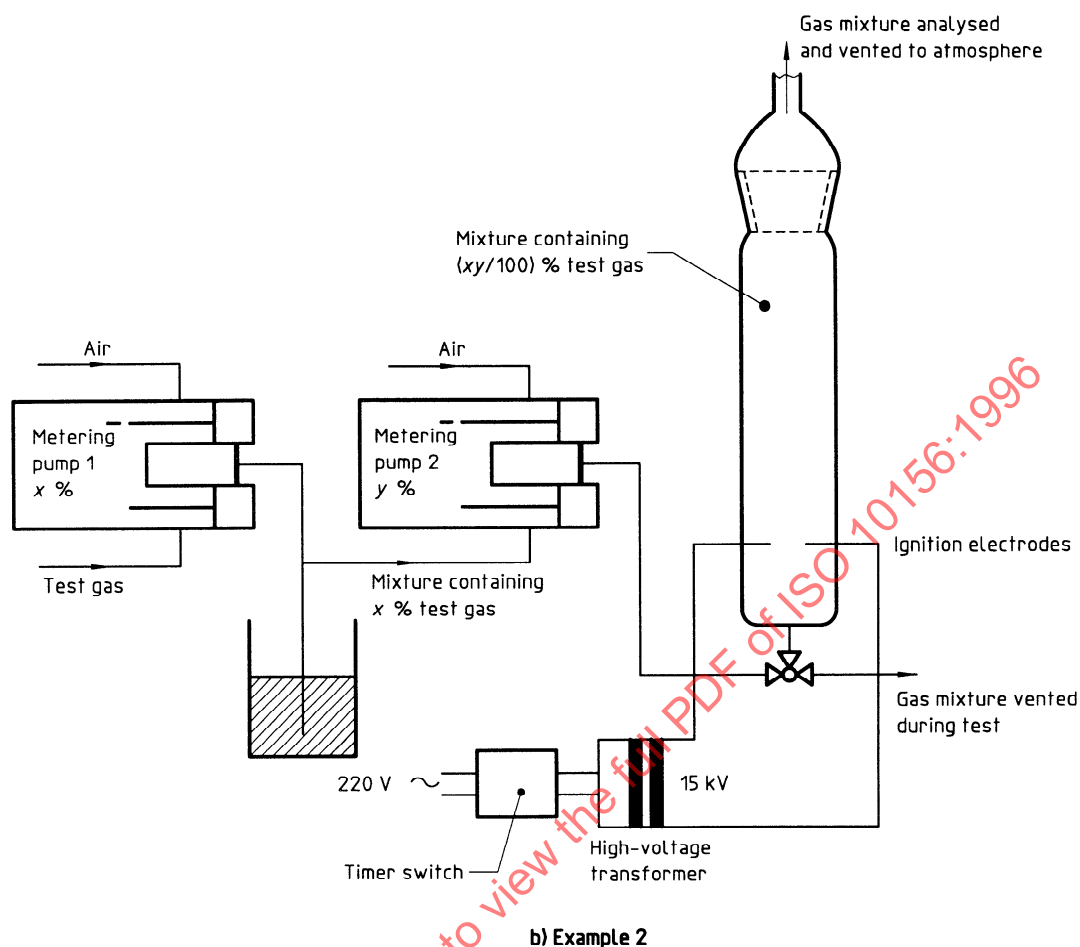 Gas mixture analysed
and vented to atmosphere
Mixture containing
(xy/100) % test gas
Air
Air
Metering
pump 1
x %
Metering
pump 2
y %
Test gas
Mixture containing
x % test gas
Ignition electrodes
Gas mixture vented
during test
220 V
15 kV
Timer switch
High-voltage
transformer
b) Example 2
to view the full PDF of ISO 10156:1996